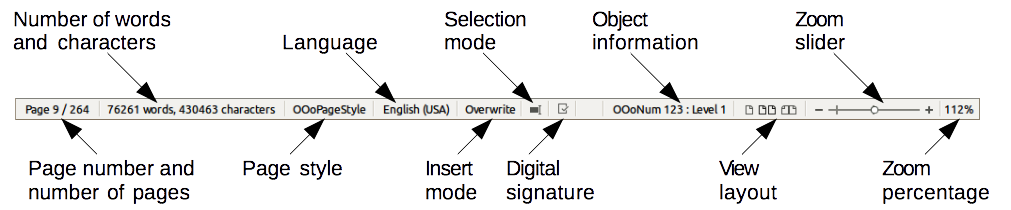 Number of words
and characters
Language
Selection
mode
Object
information
Zoom
slider
Page 9 / 264
76261 words, 430463 characters
OOoPageStyle
English (USA)
Overwrite
OOoNum 123 : Level 1
112%
Page number and
number of pages
Page style
Insert
mode
Digital
signature
View
layout
Zoom
percentage